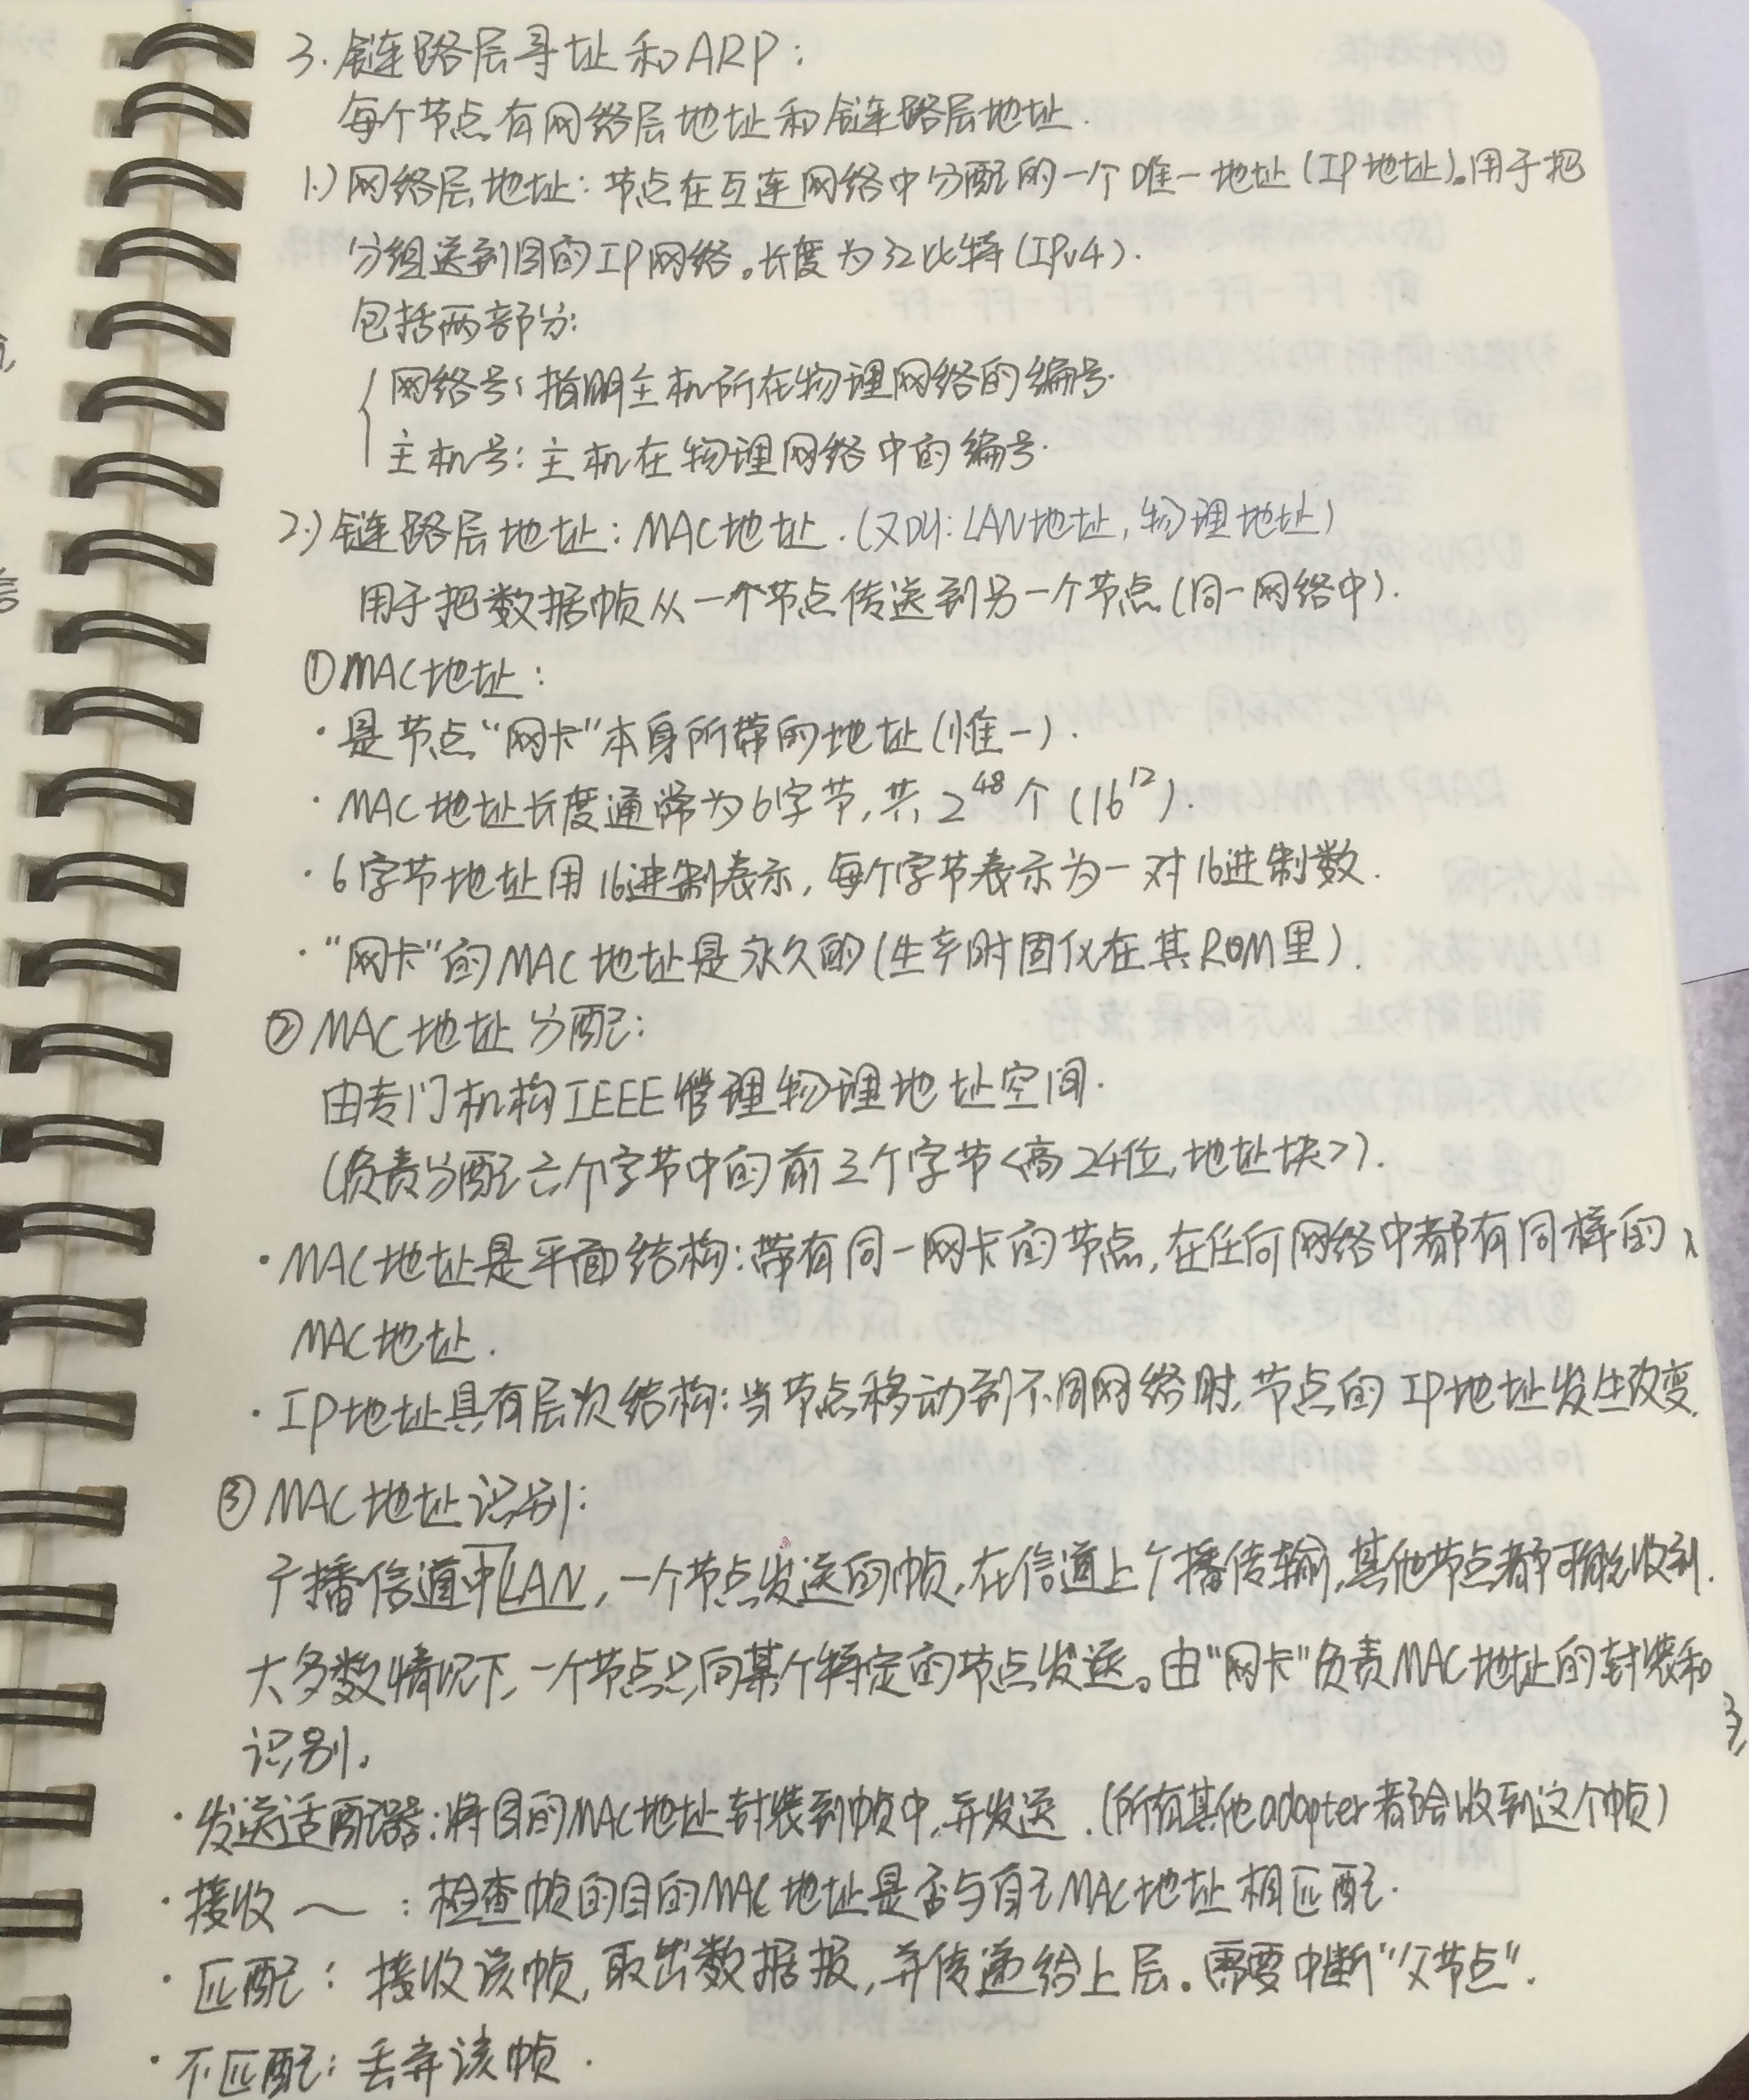 3. 链路层寻址和ARP:
每个节点有网络层地址和链路层地址.
1.) 网络层地址: 节点在互连网络中分配的一个唯一地址(IP地址)。用于把
分组送到目的IP网络。长度为32比特(IPv4).
包括两部分:
网络号: 指明主机所在物理网络的编号.
主机号: 主机在物理网络中的编号.
2.) 链路层地址: MAC地址.(又叫: LAN地址, 物理地址)
用于把数据帧从一个节点传送到另一个节点(同一网络中).
①MAC地址:
· 是节点“网卡”本身所带的地址(惟一).
· MAC地址长度通常为6字节, 共2^48个(16^12).
· 6字节地址用16进制表示, 每个字节表示为一对16进制数.
· “网卡”的MAC地址是永久的(生产时固化在其ROM里).
②MAC地址分配:
由专门机构IEEE管理物理地址空间.
(负责分配六个字节中的前三个字节<高24位, 地址块>).
· MAC地址是平面结构: 带有同一网卡的节点, 在任何网络中都有同样的
MAC地址.
· IP地址具有层次结构: 当节点移动到不同网络时, 节点的IP地址发生改变.
③MAC地址识别:
广播信道中LAN, 一个节点发送的帧, 在信道上广播传输, 其他节点都可能收到.
大多数情况下, 一个节点只向某个特定的节点发送。由“网卡”负责MAC地址的封装和
识别。
· 发送适配器: 将目的MAC地址封装到帧中, 并发送.(所有其他adapter都会收到这个帧)
· 接收～: 检查帧的目的MAC地址是否与自己MAC地址相匹配.
· 匹配: 接收该帧, 取出数据报, 并传递给上层。需要中断“父节点”.
· 不匹配: 丢弃该帧.